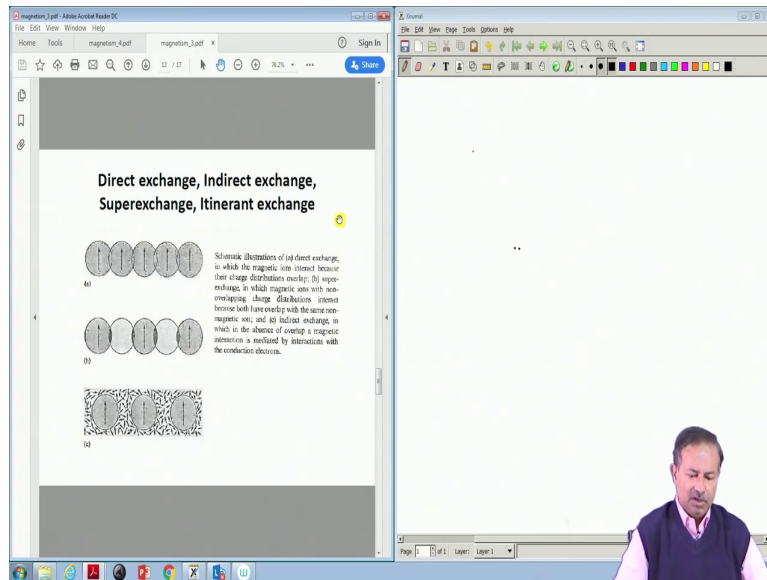 magnetism_3.pdf - Adobe Acrobat Reader DC
File Edit View Window Help
Home Tools magnetism_4.pdf magnetism_3.pdf × Sign In
12 / 17 76.2% Share
Direct exchange, Indirect exchange,
Superexchange, Itinerant exchange
(a)
(b)
(c)
Schematic illustrations of (a) direct exchange,
in which the magnetic ions interact because
their charge distributions overlap; (b) super-
exchange, in which magnetic ions with non-
overlapping charge distributions interact
because both have overlap with the same non-
magnetic ion; and (c) indirect exchange, in
which in the absence of overlap a magnetic
interaction is mediated by interactions with
the conduction electrons.
Xournal
File Edit View Page Tools Options Help
T
Page 1 of 1 Layer: Layer 1